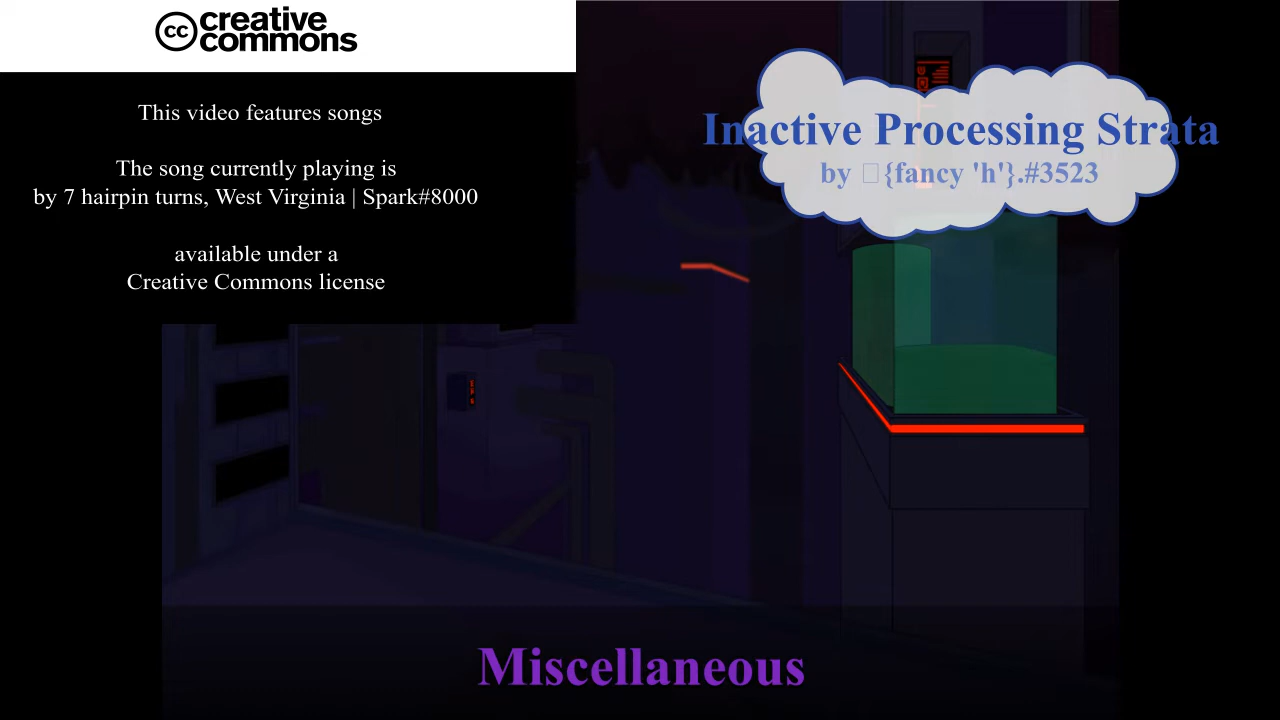 creative
commons
This video features songs
The song currently playing is
by 7 hairpin turns, West Virginia | Spark#8000
available under a
Creative Commons license
Inactive Processing Strata
by {fancy 'h'}.#3523
Miscellaneous